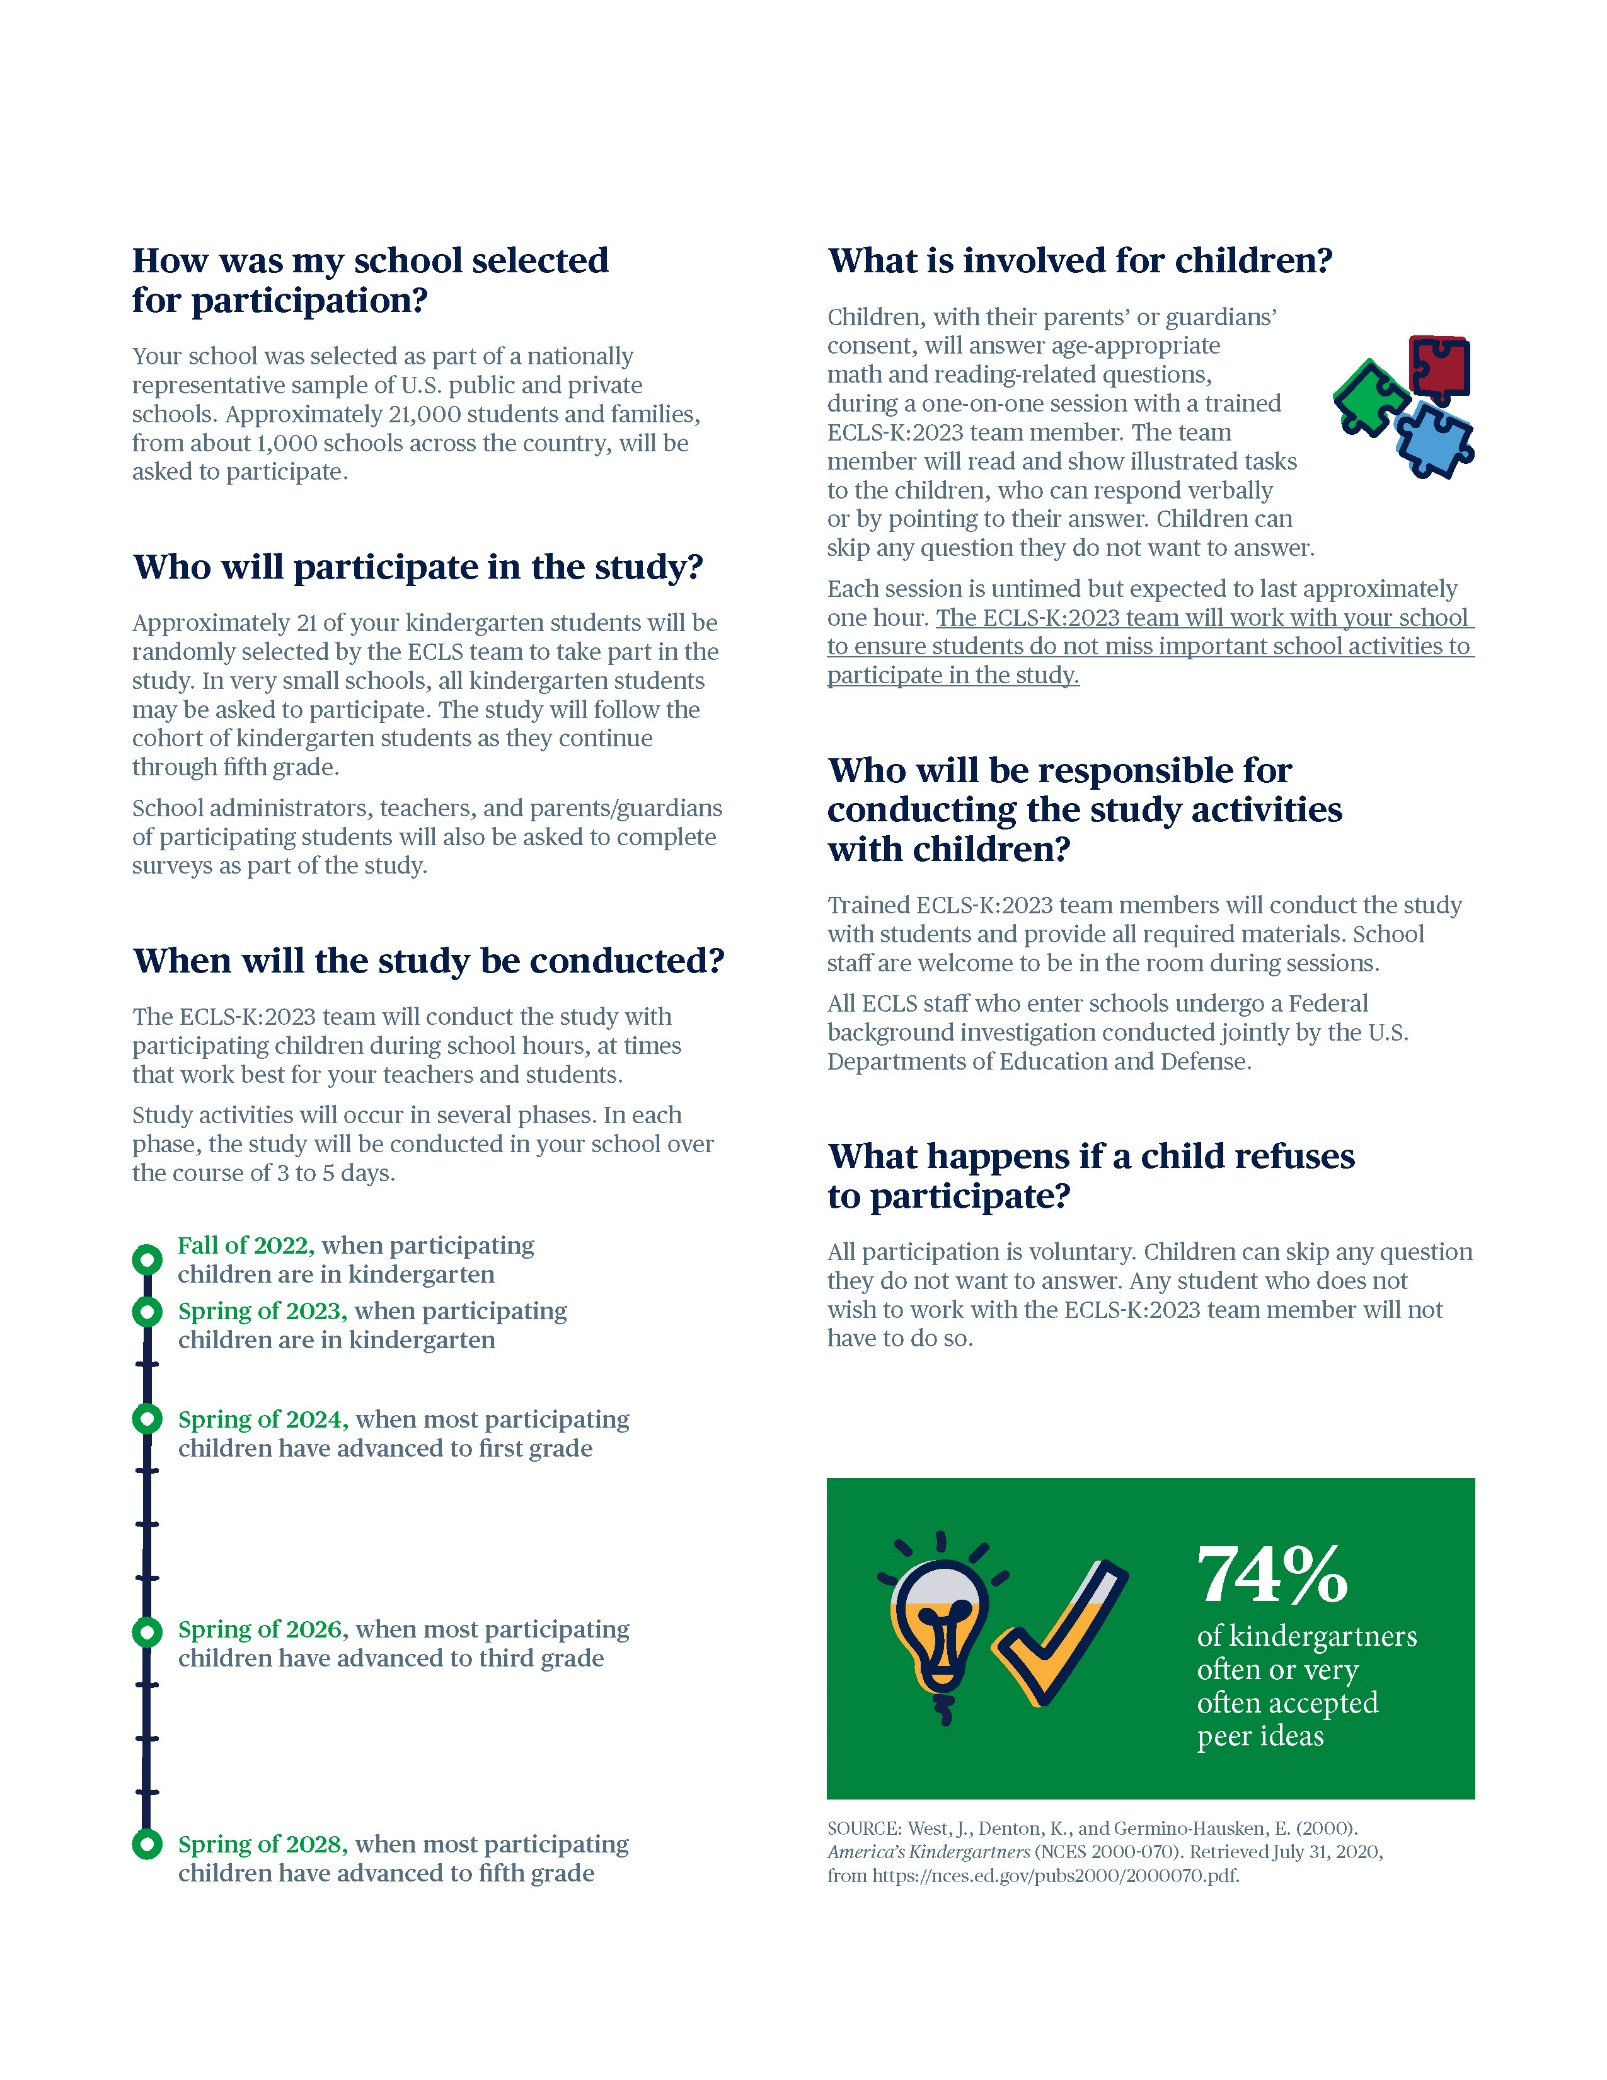 How was my school selected
for participation?
Your school was selected as part of a nationally
representative sample of U.S. public and private
schools. Approximately 21,000 students and families,
from about 1,000 schools across the country, will be
asked to participate.
Who will participate in the study?
Approximately 21 of your kindergarten students will be
randomly selected by the ECLS team to take part in the
study. In very small schools, all kindergarten students
may be asked to participate. The study will follow the
cohort of kindergarten students as they continue
through fifth grade.
School administrators, teachers, and parents/guardians
of participating students will also be asked to complete
surveys as part of the study.
When will the study be conducted?
The ECLS-K:2023 team will conduct the study with
participating children during school hours, at times
that work best for your teachers and students.
Study activities will occur in several phases. In each
phase, the study will be conducted in your school over
the course of 3 to 5 days.
Fall of 2022, when participating
children are in kindergarten
Spring of 2023, when participating
children are in kindergarten
Spring of 2024, when most participating
children have advanced to first grade
Spring of 2026, when most participating
children have advanced to third grade
Spring of 2028, when most participating
children have advanced to fifth grade
What is involved for children?
Children, with their parents’ or guardians’
consent, will answer age-appropriate
math and reading-related questions,
during a one-on-one session with a trained
ECLS-K:2023 team member. The team
member will read and show illustrated tasks
to the children, who can respond verbally
or by pointing to their answer. Children can
skip any question they do not want to answer.
Each session is untimed but expected to last approximately
one hour. The ECLS-K:2023 team will work with your school
to ensure students do not miss important school activities to
participate in the study.
Who will be responsible for
conducting the study activities
with children?
Trained ECLS-K:2023 team members will conduct the study
with students and provide all required materials. School
staff are welcome to be in the room during sessions.
All ECLS staff who enter schools undergo a Federal
background investigation conducted jointly by the U.S.
Departments of Education and Defense.
What happens if a child refuses
to participate?
All participation is voluntary. Children can skip any question
they do not want to answer. Any student who does not
wish to work with the ECLS-K:2023 team member will not
have to do so.
74%
of kindergartners
often or very
often accepted
peer ideas
SOURCE: West, J., Denton, K., and Germino-Hausken, E. (2000).
America’s Kindergartners (NCES 2000-070). Retrieved July 31, 2020,
from https://nces.ed.gov/pubs2000/2000070.pdf.